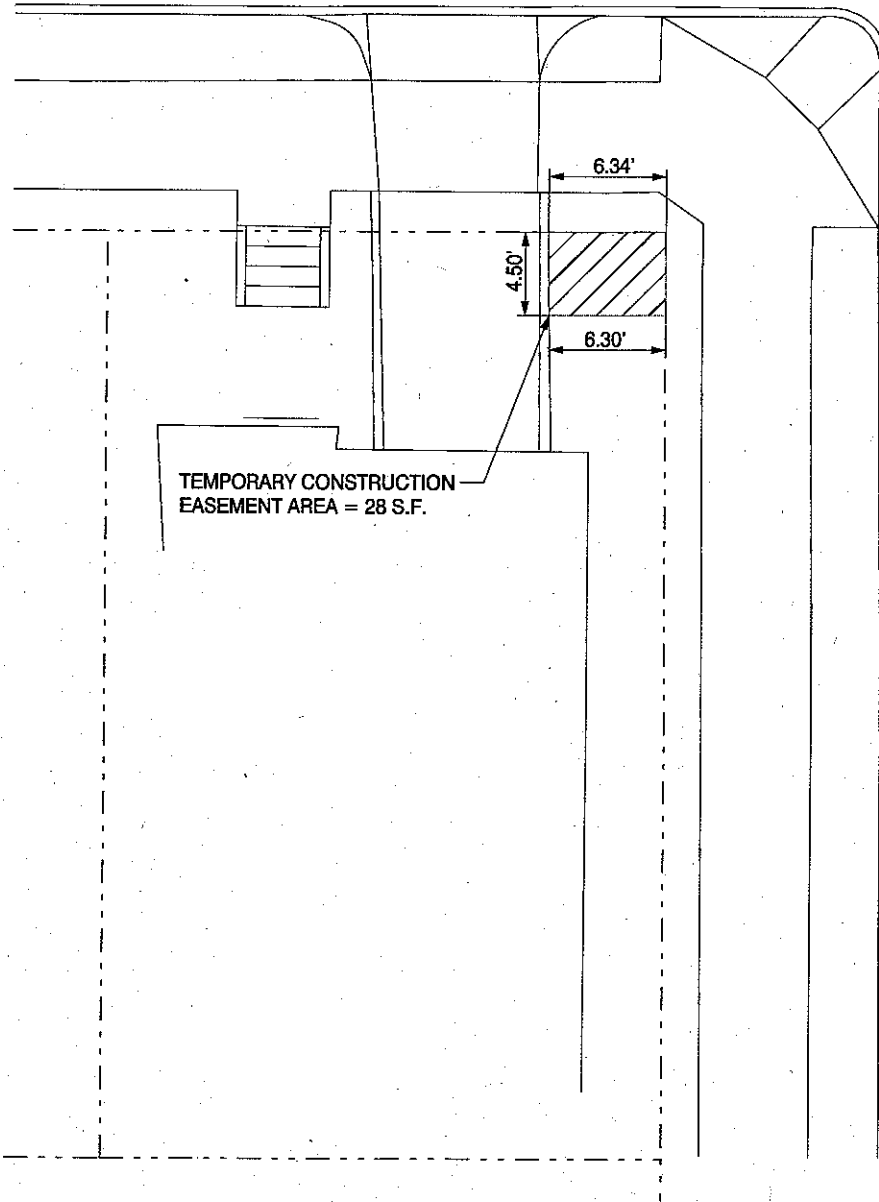 6.34'
4.50'
6.30'
TEMPORARY CONSTRUCTION
EASEMENT AREA = 28 S.F.